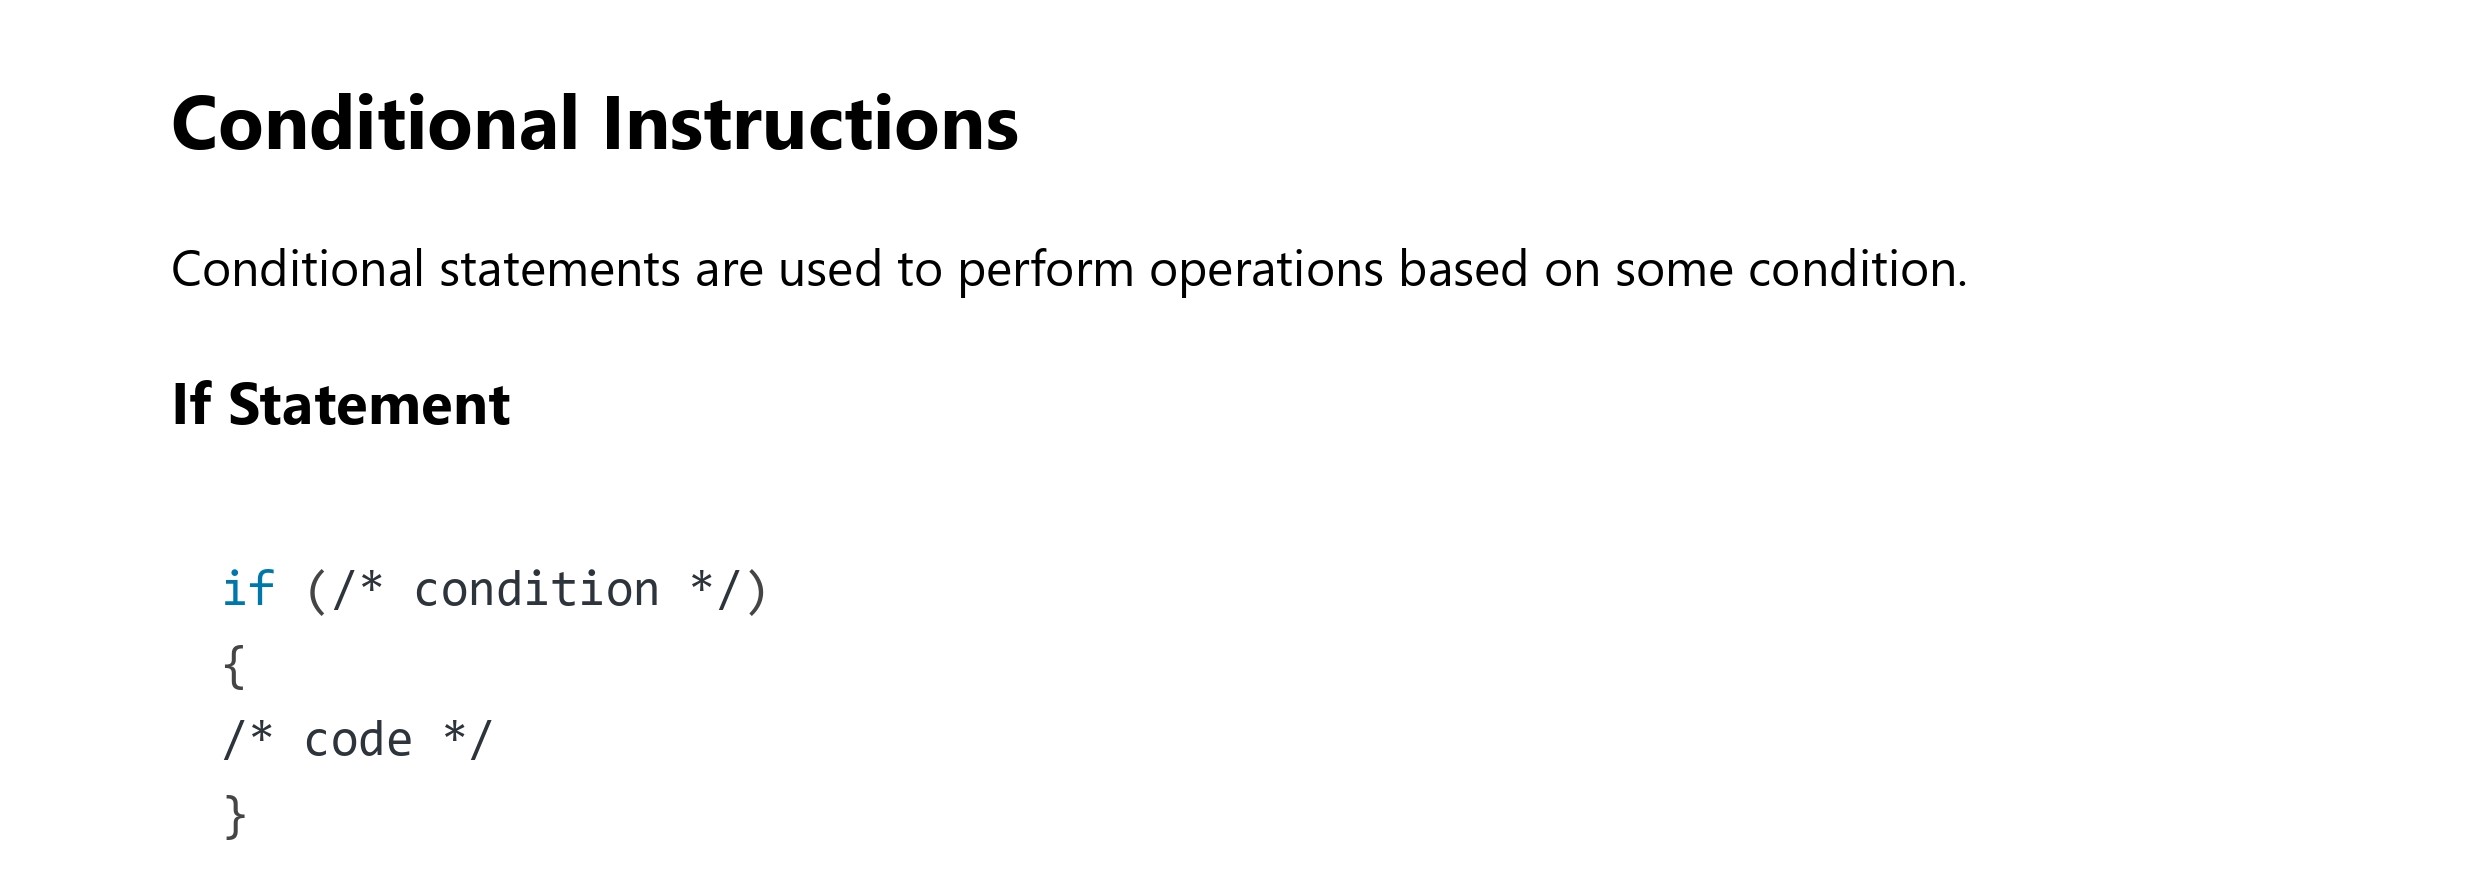 Conditional Instructions
Conditional statements are used to perform operations based on some condition.
If Statement
if (/* condition */)
{
/* code */
}